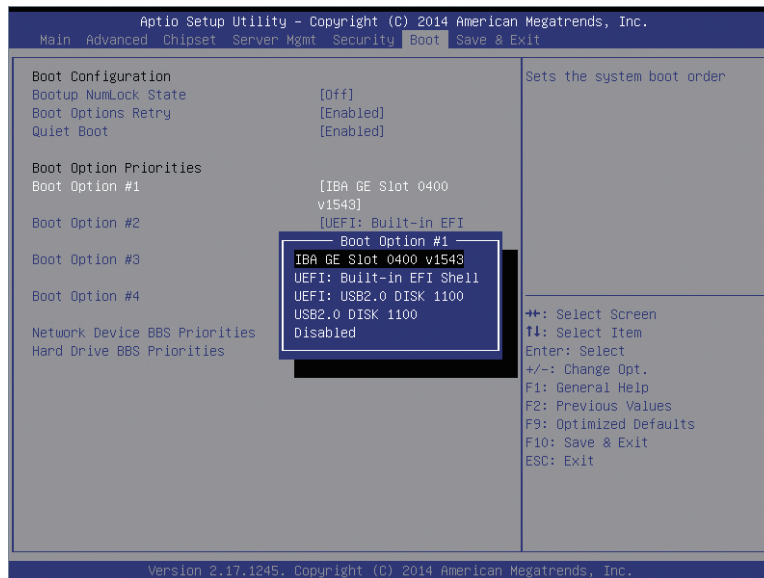 Aptio Setup Utility – Copyright (C) 2014 American Megatrends, Inc.
Main Advanced Chipset Server Mgmt Security Boot Save & Exit
Boot Configuration
Bootup NumLock State [Off]
Boot Options Retry [Enabled]
Quiet Boot [Enabled]
Boot Option Priorities
Boot Option #1 [IBA GE Slot 0400
v1543]
Boot Option #2 [UEFI: Built-in EFI
Boot Option #3
Boot Option #4
Network Device BBS Priorities
Hard Drive BBS Priorities
Boot Option #1
IBA GE Slot 0400 v1543
UEFI: Built-in EFI Shell
UEFI: USB2.0 DISK 1100
USB2.0 DISK 1100
Disabled
Sets the system boot order
→←: Select Screen
↑↓: Select Item
Enter: Select
+/-: Change Opt.
F1: General Help
F2: Previous Values
F9: Optimized Defaults
F10: Save & Exit
ESC: Exit
Version 2.17.1245. Copyright (C) 2014 American Megatrends, Inc.